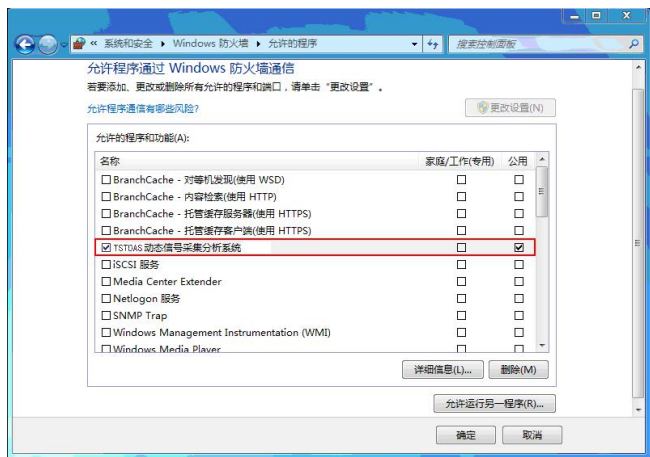 « 系统和安全 ▸ Windows 防火墙 ▸ 允许的程序
搜索控制面板
允许程序通过 Windows 防火墙通信
若要添加、更改或删除所有允许的程序和端口，请单击“更改设置”。
允许程序通信有哪些风险?
更改设置(N)
允许的程序和功能(A):
名称 家庭/工作(专用) 公用
BranchCache - 对等机发现(使用 WSD)
BranchCache - 内容检索(使用 HTTP)
BranchCache - 托管缓存服务器(使用 HTTPS)
BranchCache - 托管缓存客户端(使用 HTTPS)
TSTDAS动态信号采集分析系统
iSCSI 服务
Media Center Extender
Netlogon 服务
SNMP Trap
Windows Management Instrumentation (WMI)
Windows Media Player
详细信息(L)... 删除(M)
允许运行另一程序(R)...
确定 取消